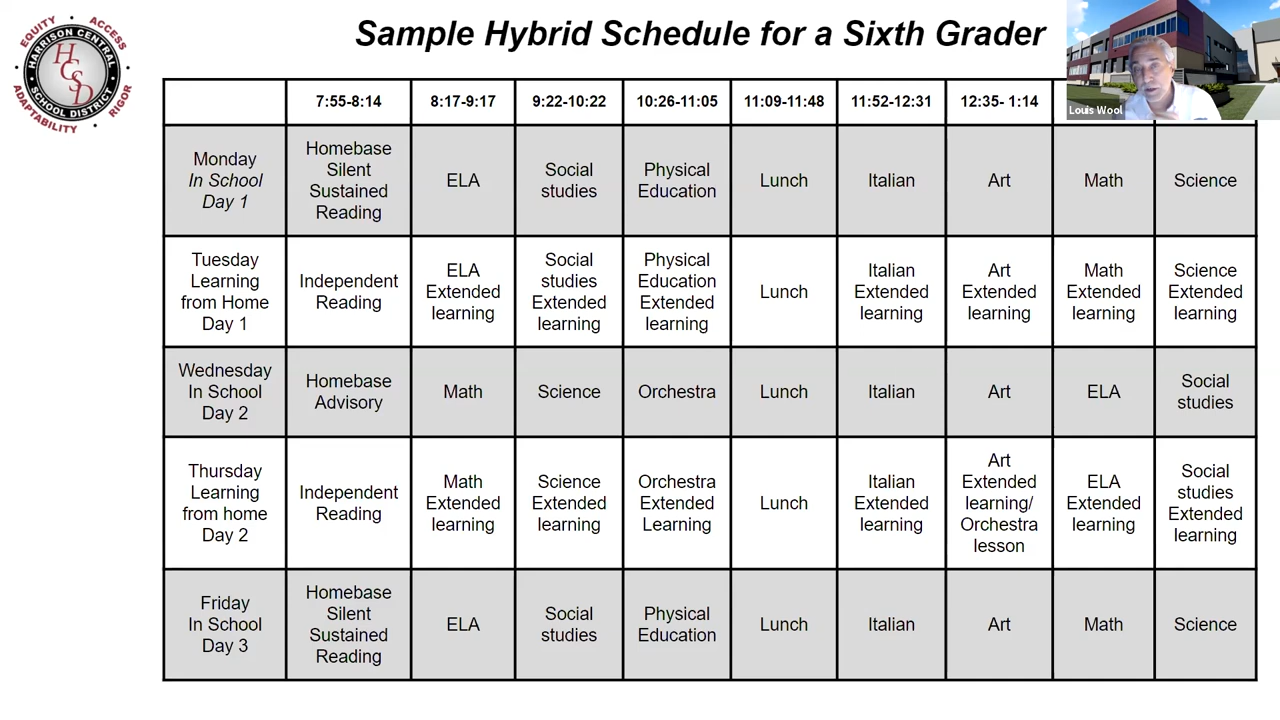 EQUITY
ACCESS
HARRISON CENTRAL
HCSD
SCHOOL DISTRICT
ADAPTABILITY
RIGOR
Sample Hybrid Schedule for a Sixth Grader
Louis Wool
7:55-8:14
8:17-9:17
9:22-10:22
10:26-11:05
11:09-11:48
11:52-12:31
12:35- 1:14
Monday
In School
Day 1
Homebase
Silent
Sustained
Reading
ELA
Social
studies
Physical
Education
Lunch
Italian
Art
Math
Science
Tuesday
Learning
from Home
Day 1
Independent
Reading
ELA
Extended
learning
Social
studies
Extended
learning
Physical
Education
Extended
learning
Lunch
Italian
Extended
learning
Art
Extended
learning
Math
Extended
learning
Science
Extended
learning
Wednesday
In School
Day 2
Homebase
Advisory
Math
Science
Orchestra
Lunch
Italian
Art
ELA
Social
studies
Thursday
Learning
from home
Day 2
Independent
Reading
Math
Extended
learning
Science
Extended
learning
Orchestra
Extended
Learning
Lunch
Italian
Extended
learning
Art
Extended
learning/
Orchestra
lesson
ELA
Extended
learning
Social
studies
Extended
learning
Friday
In School
Day 3
Homebase
Silent
Sustained
Reading
ELA
Social
studies
Physical
Education
Lunch
Italian
Art
Math
Science